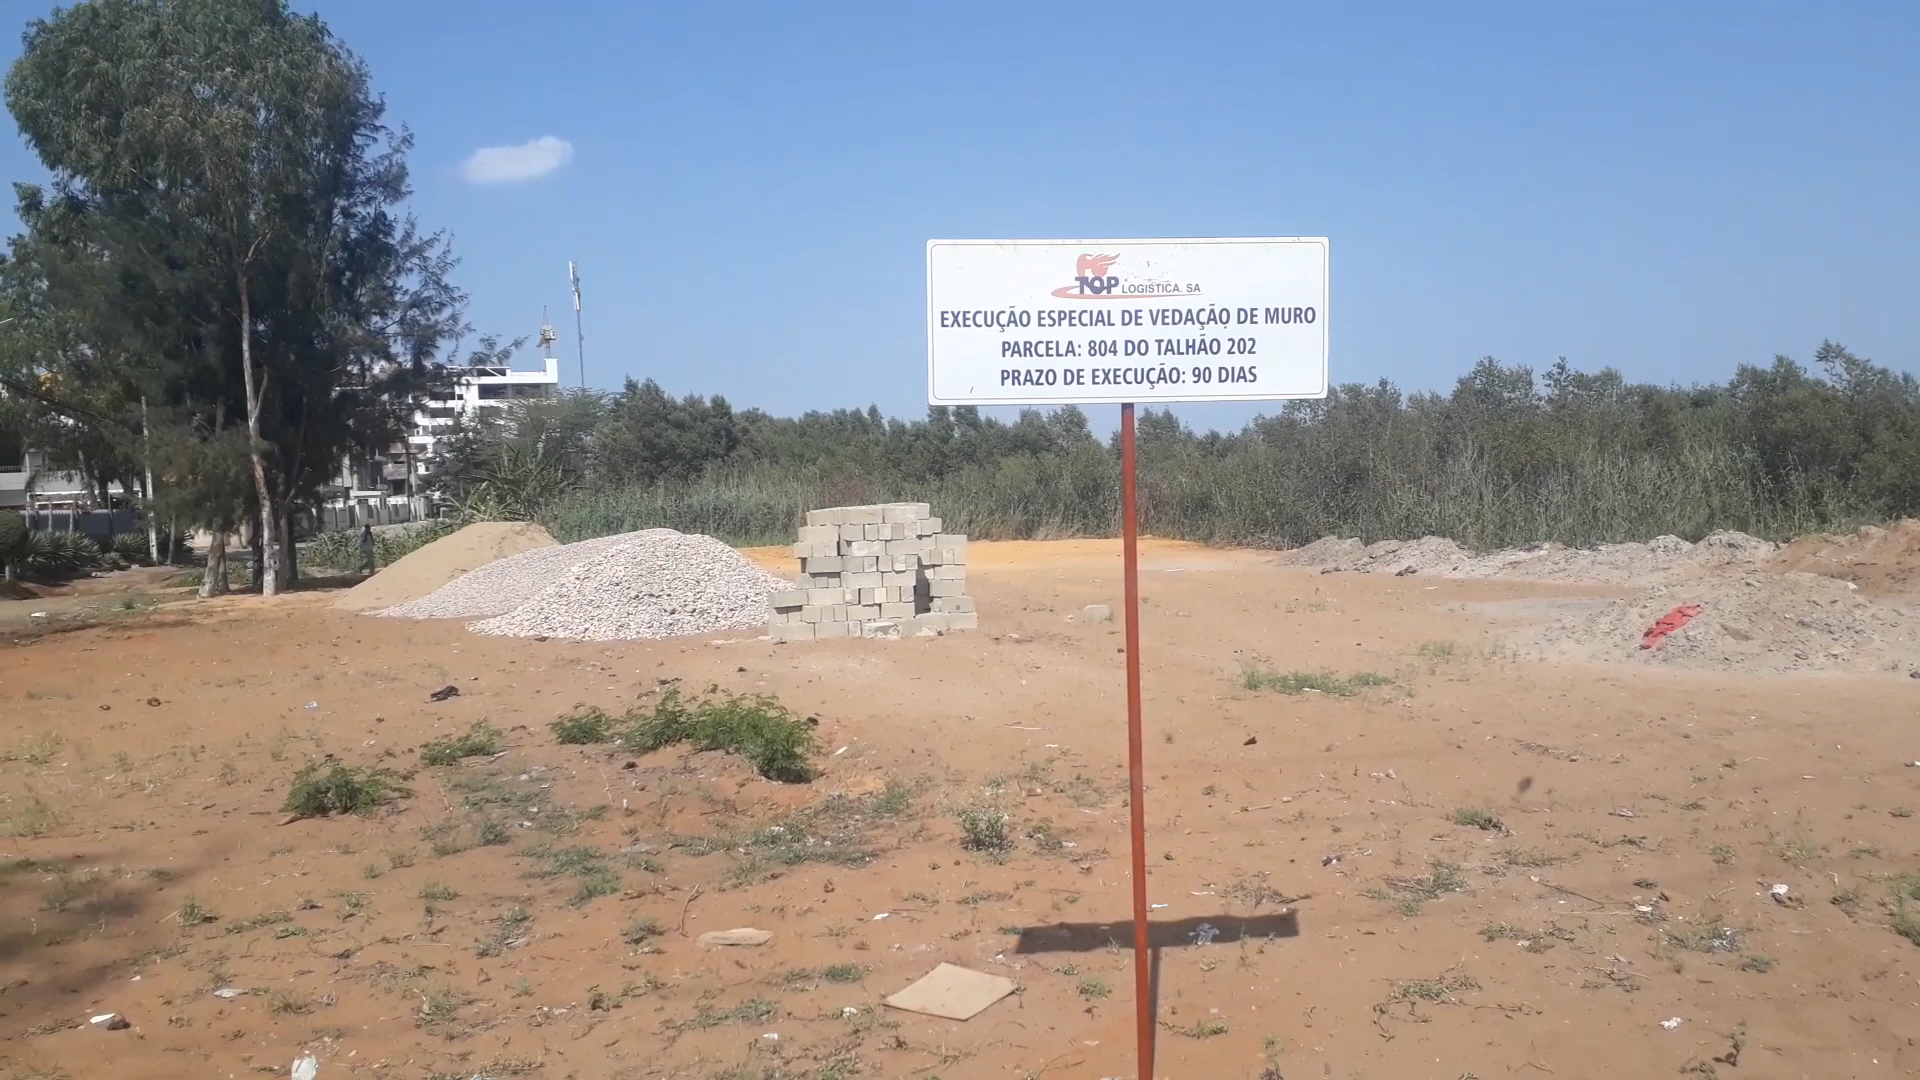 TOP LOGISTICA. SA
EXECUÇÃO ESPECIAL DE VEDAÇÃO DE MURO
PARCELA: 804 DO TALHÃO 202
PRAZO DE EXECUÇÃO: 90 DIAS